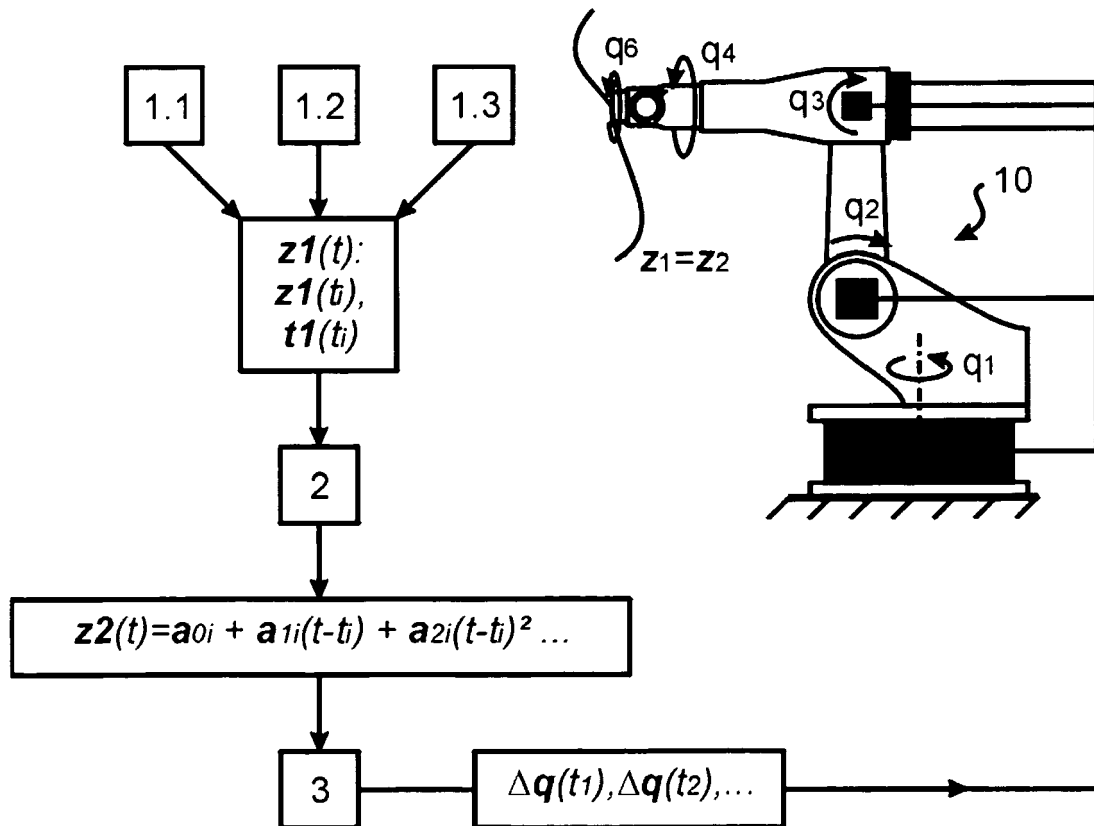 1.1
1.2
1.3
z1(t):
z1(ti),
t1(ti)
2
z2(t)=a0i + a1i(t-ti) + a2i(t-ti)² ...
3
Δq(t1),Δq(t2),...
q6
q4
q3
10
q2
z1=z2
q1